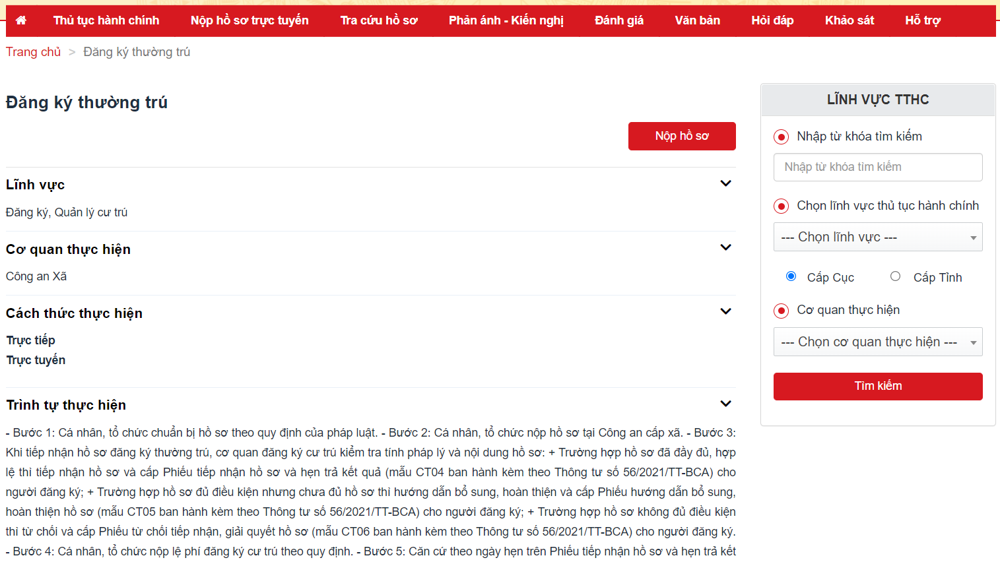 Thủ tục hành chính Nộp hồ sơ trực tuyến Tra cứu hồ sơ Phản ánh - Kiến nghị Đánh giá Văn bản Hỏi đáp Khảo sát Hỗ trợ
Trang chủ > Đăng ký thường trú
Đăng ký thường trú
Nộp hồ sơ
Lĩnh vực
Đăng ký, Quản lý cư trú
Cơ quan thực hiện
Công an Xã
Cách thức thực hiện
Trực tiếp
Trực tuyến
Trình tự thực hiện
- Bước 1: Cá nhân, tổ chức chuẩn bị hồ sơ theo quy định của pháp luật. - Bước 2: Cá nhân, tổ chức nộp hồ sơ tại Công an cấp xã. - Bước 3:
Khi tiếp nhận hồ sơ đăng ký thường trú, cơ quan đăng ký cư trú kiểm tra tính pháp lý và nội dung hồ sơ: + Trường hợp hồ sơ đã đầy đủ, hợp
lệ thì tiếp nhận hồ sơ và cấp Phiếu tiếp nhận hồ sơ và hẹn trả kết quả (mẫu CT04 ban hành kèm theo Thông tư số 56/2021/TT-BCA) cho
người đăng ký; + Trường hợp hồ sơ đủ điều kiện nhưng chưa đủ hồ sơ thì hướng dẫn bổ sung, hoàn thiện và cấp Phiếu hướng dẫn bổ sung,
hoàn thiện hồ sơ (mẫu CT05 ban hành kèm theo Thông tư số 56/2021/TT-BCA) cho người đăng ký; + Trường hợp hồ sơ không đủ điều kiện
thì từ chối và cấp Phiếu từ chối tiếp nhận, giải quyết hồ sơ (mẫu CT06 ban hành kèm theo Thông tư số 56/2021/TT-BCA) cho người đăng ký.
- Bước 4: Cá nhân, tổ chức nộp lệ phí đăng ký cư trú theo quy định. - Bước 5: Căn cứ theo ngày hẹn trên Phiếu tiếp nhận hồ sơ và hẹn trả kết
LĨNH VỰC TTHC
Nhập từ khóa tìm kiếm
Nhập từ khóa tìm kiếm
Chọn lĩnh vực thủ tục hành chính
--- Chọn lĩnh vực ---
Cấp Cục Cấp Tỉnh
Cơ quan thực hiện
--- Chọn cơ quan thực hiện ---
Tìm kiếm